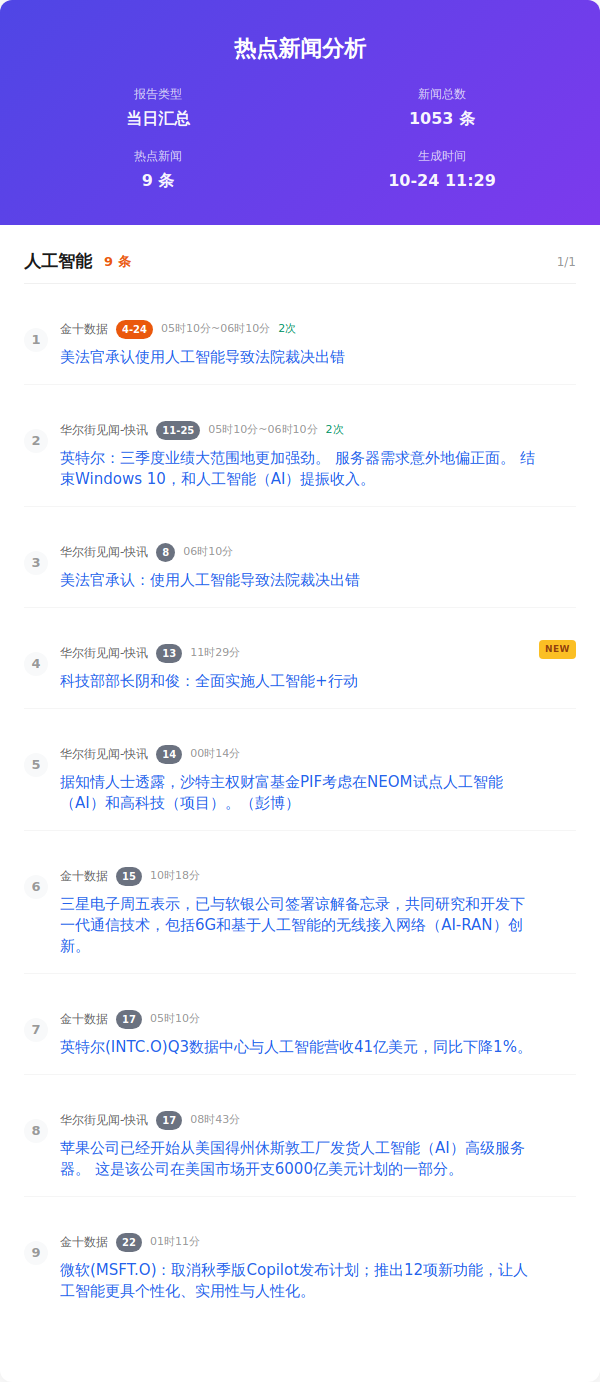 热点新闻分析
报告类型
新闻总数
当日汇总
1053 条
热点新闻
生成时间
9 条
10-24 11:29
人工智能 9 条 1/1
1 金十数据 4-24 05时10分~06时10分 2次
美法官承认使用人工智能导致法院裁决出错
2 华尔街见闻-快讯 11-25 05时10分~06时10分 2次
英特尔：三季度业绩大范围地更加强劲。 服务器需求意外地偏正面。 结
束Windows 10，和人工智能（AI）提振收入。
3 华尔街见闻-快讯 8 06时10分
美法官承认：使用人工智能导致法院裁决出错
4 华尔街见闻-快讯 13 11时29分 NEW
科技部部长阴和俊：全面实施人工智能+行动
5 华尔街见闻-快讯 14 00时14分
据知情人士透露，沙特主权财富基金PIF考虑在NEOM试点人工智能
（AI）和高科技（项目）。（彭博）
6 金十数据 15 10时18分
三星电子周五表示，已与软银公司签署谅解备忘录，共同研究和开发下
一代通信技术，包括6G和基于人工智能的无线接入网络（AI-RAN）创
新。
7 金十数据 17 05时10分
英特尔(INTC.O)Q3数据中心与人工智能营收41亿美元，同比下降1%。
8 华尔街见闻-快讯 17 08时43分
苹果公司已经开始从美国得州休斯敦工厂发货人工智能（AI）高级服务
器。 这是该公司在美国市场开支6000亿美元计划的一部分。
9 金十数据 22 01时11分
微软(MSFT.O)：取消秋季版Copilot发布计划；推出12项新功能，让人
工智能更具个性化、实用性与人性化。